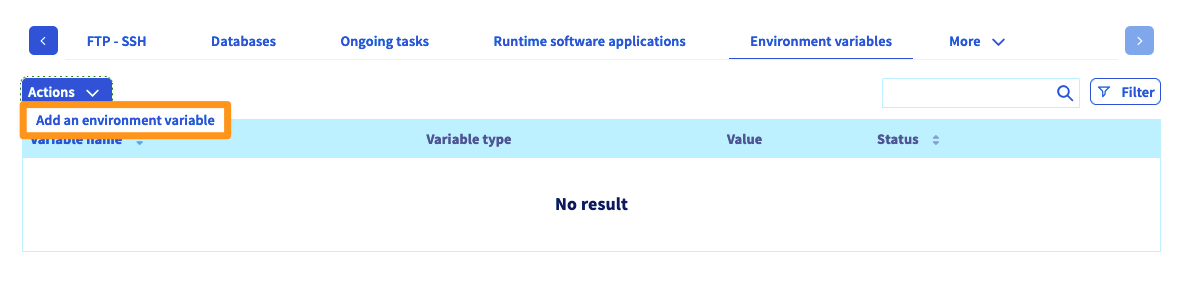 FTP - SSH Databases Ongoing tasks Runtime software applications Environment variables More
Actions Filter
Add an environment variable
Variable name Variable type Value Status
No result